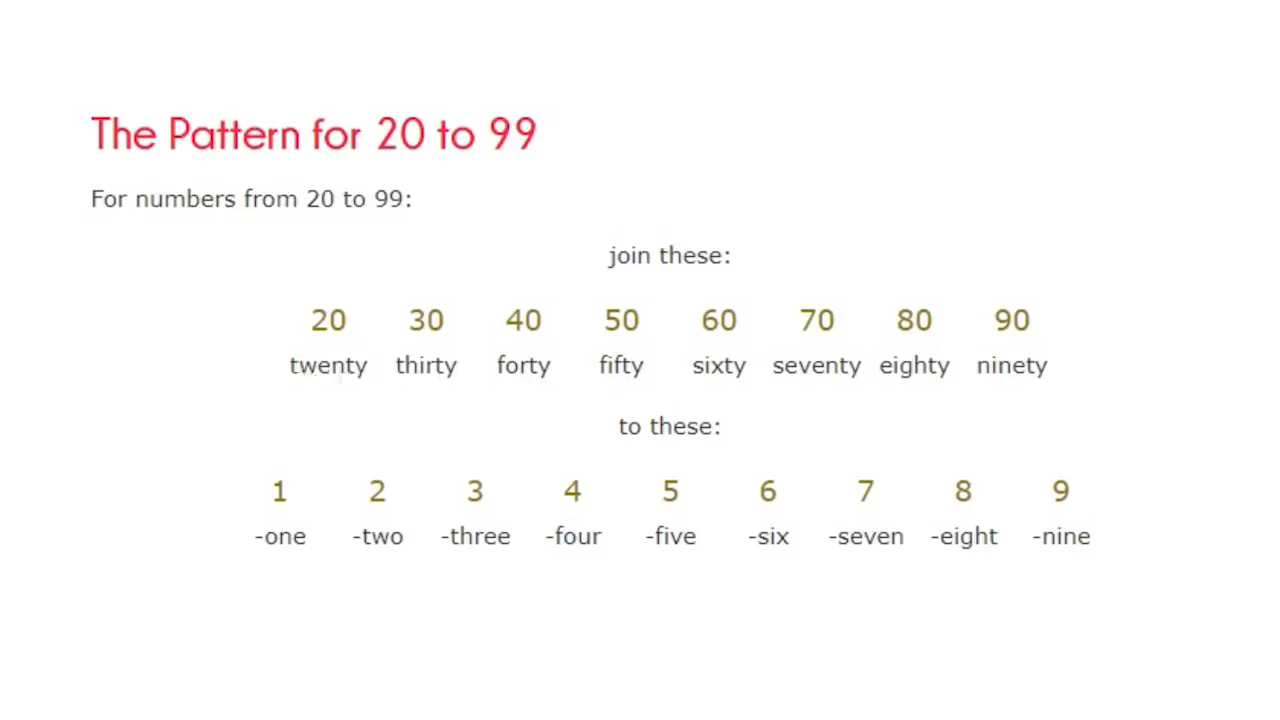 The Pattern for 20 to 99
For numbers from 20 to 99:
join these:
20 30 40 50 60 70 80 90
twenty thirty forty fifty sixty seventy eighty ninety
to these:
1 2 3 4 5 6 7 8 9
-one -two -three -four -five -six -seven -eight -nine